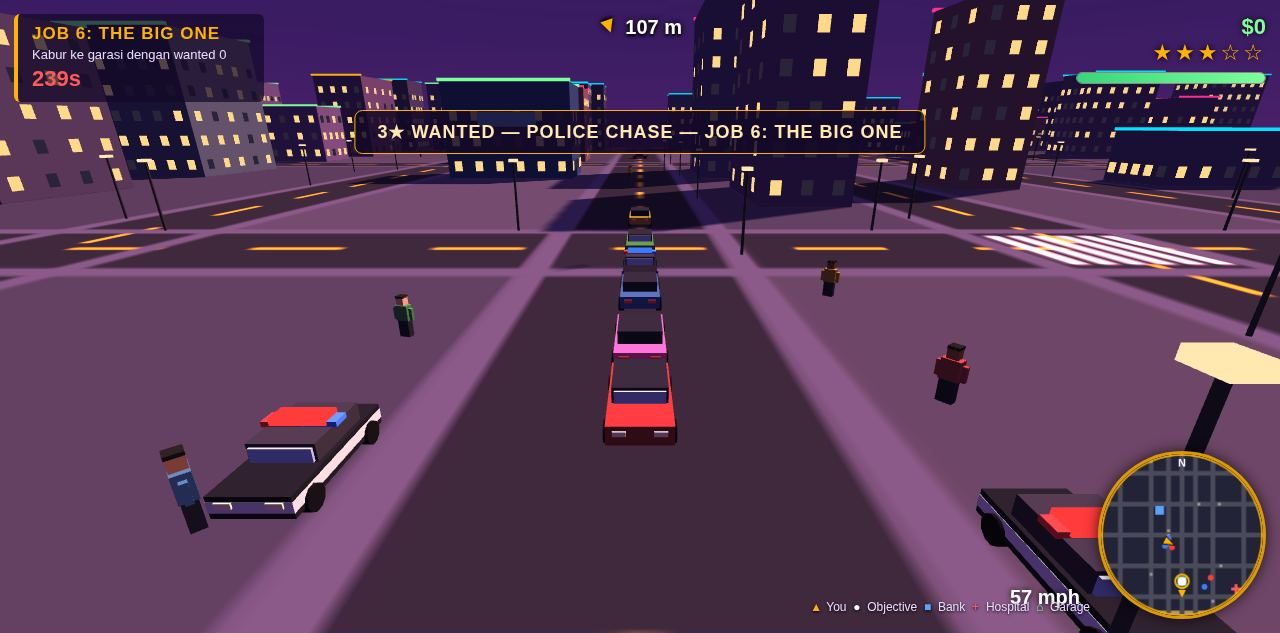 JOB 6: THE BIG ONE
Kabur ke garasi dengan wanted 0
239s
107 m
$0
★★★☆☆
3★ WANTED — POLICE CHASE — JOB 6: THE BIG ONE
N
57 mph
▲ You ● Objective ■ Bank + Hospital ⌂ Garage